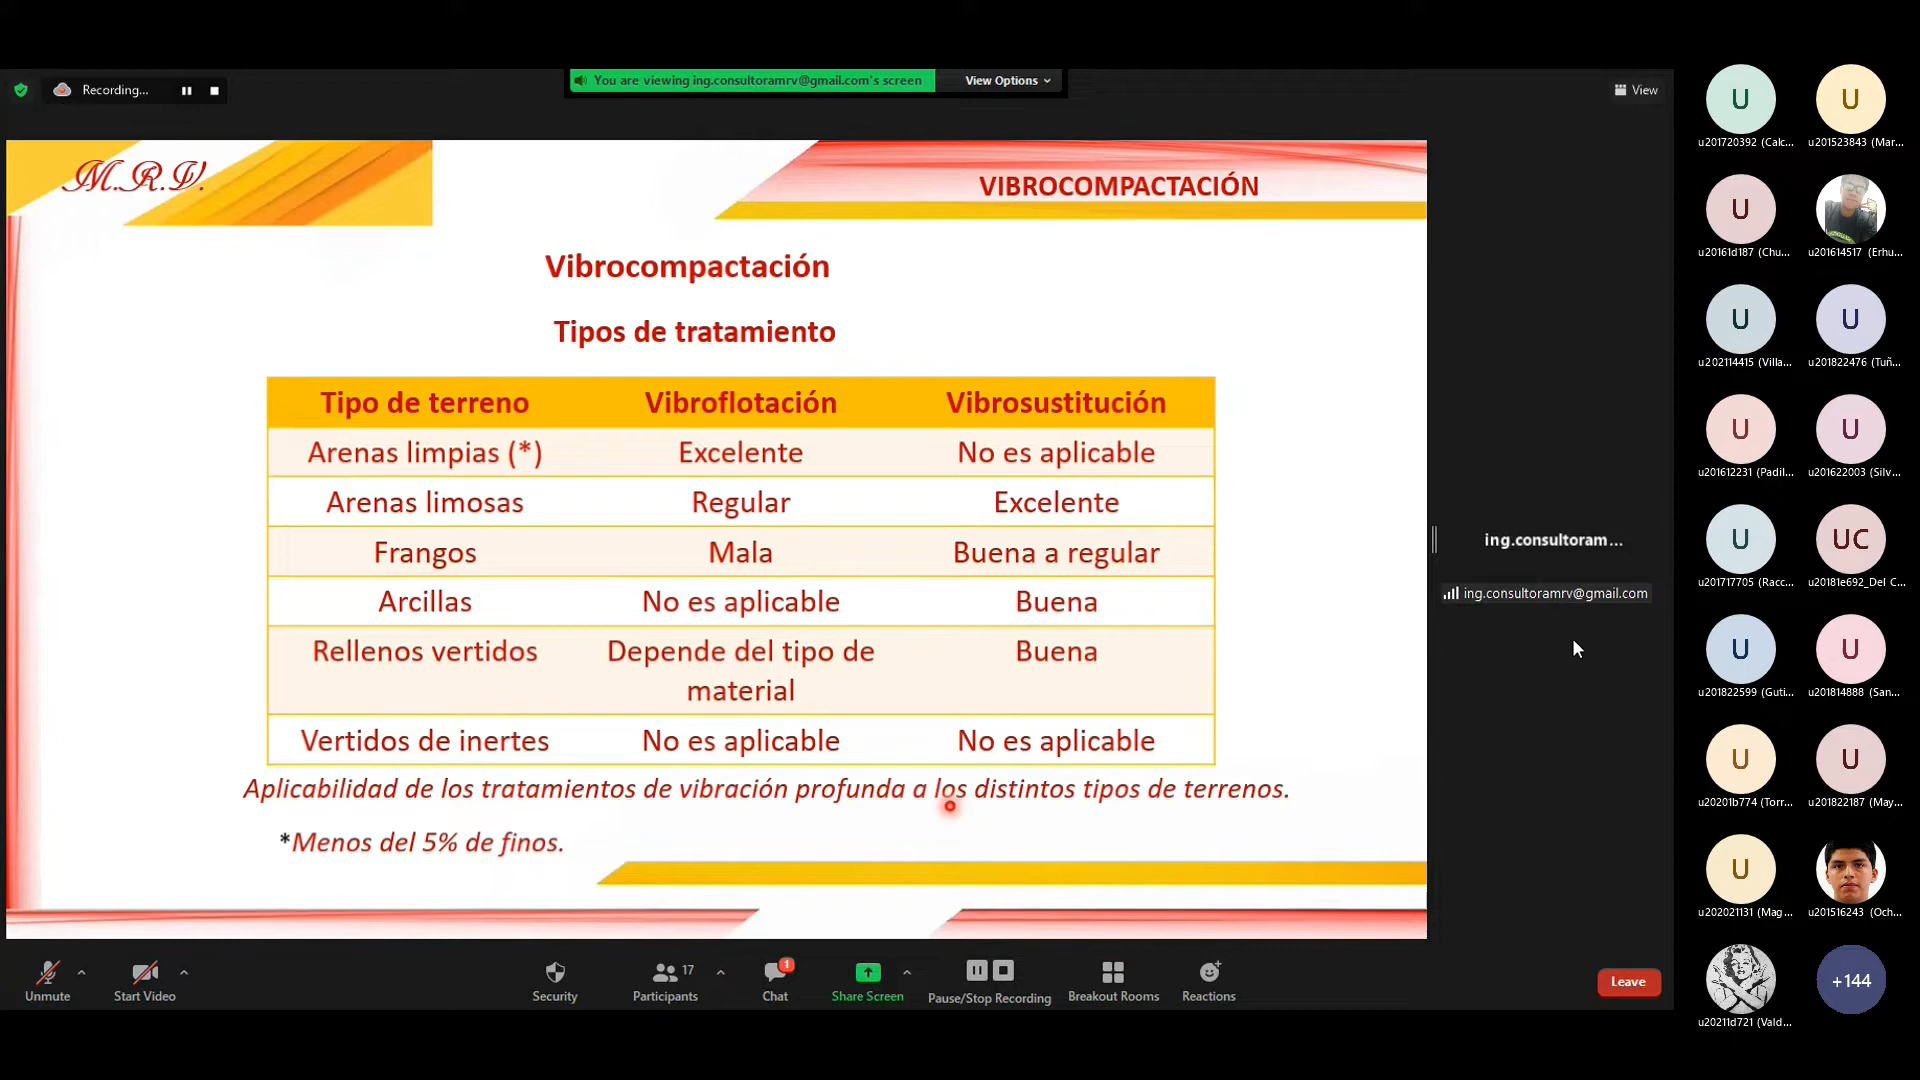 You are viewing ing.consultoramrv@gmail.com's screen
View Options
Recording...
View
M.R.V.
VIBROCOMPACTACIÓN
Vibrocompactación
Tipos de tratamiento
Tipo de terreno Vibroflotación Vibrosustitución
Arenas limpias (*) Excelente No es aplicable
Arenas limosas Regular Excelente
Frangos Mala Buena a regular
Arcillas No es aplicable Buena
Rellenos vertidos Depende del tipo de Buena
material
Vertidos de inertes No es aplicable No es aplicable
Aplicabilidad de los tratamientos de vibración profunda a los distintos tipos de terrenos.
*Menos del 5% de finos.
ing.consultoram...
ing.consultoramrv@gmail.com
Unmute
Start Video
Security
17
Participants
1
Chat
Share Screen
Pause/Stop Recording
Breakout Rooms
Reactions
Leave
U U
u201720392 (Calc... u201523843 (Mar...
U
u20161d187 (Chu... u201614517 (Erhu...
U U
u202114415 (Villa... u201822476 (Tuñ...
U U
u201612231 (Padil... u201622003 (Silv...
U UC
u201717705 (Racc... u20181e692_Del C...
U U
u201822599 (Guti... u201814888 (San...
U U
u20201b774 (Torr... u201822187 (May...
U
u202021131 (Mag... u201516243 (Och...
+144
u20211d721 (Vald...